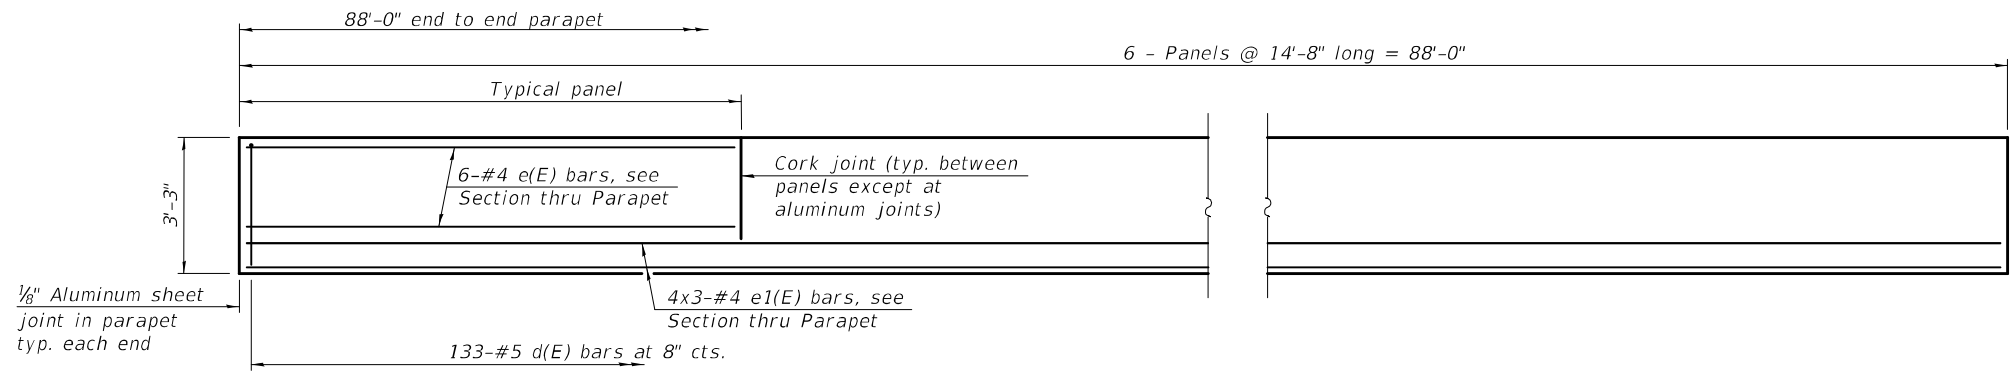 88'-0" end to end parapet
6 - Panels @ 14'-8" long = 88'-0"
Typical panel
3'-3"
6-#4 e(E) bars, see
Section thru Parapet
Cork joint (typ. between
panels except at
aluminum joints)
⅛" Aluminum sheet
joint in parapet
typ. each end
4x3-#4 e1(E) bars, see
Section thru Parapet
133-#5 d(E) bars at 8" cts.